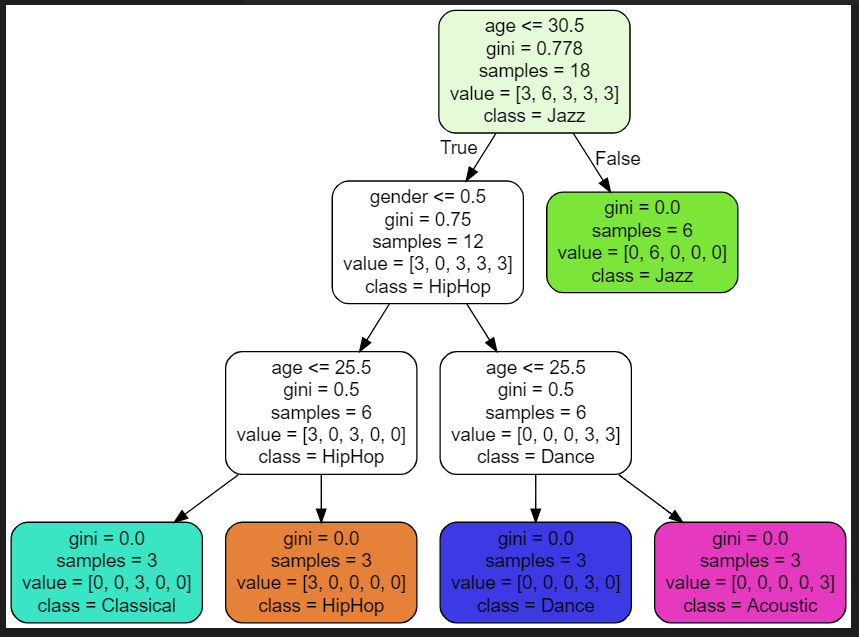 age <= 30.5
gini = 0.778
samples = 18
value = [3, 6, 3, 3, 3]
class = Jazz
True
False
gender <= 0.5
gini = 0.75
samples = 12
value = [3, 0, 3, 3, 3]
class = HipHop
gini = 0.0
samples = 6
value = [0, 6, 0, 0, 0]
class = Jazz
age <= 25.5
gini = 0.5
samples = 6
value = [3, 0, 3, 0, 0]
class = HipHop
age <= 25.5
gini = 0.5
samples = 6
value = [0, 0, 0, 3, 3]
class = Dance
gini = 0.0
samples = 3
value = [0, 0, 3, 0, 0]
class = Classical
gini = 0.0
samples = 3
value = [3, 0, 0, 0, 0]
class = HipHop
gini = 0.0
samples = 3
value = [0, 0, 0, 3, 0]
class = Dance
gini = 0.0
samples = 3
value = [0, 0, 0, 0, 3]
class = Acoustic